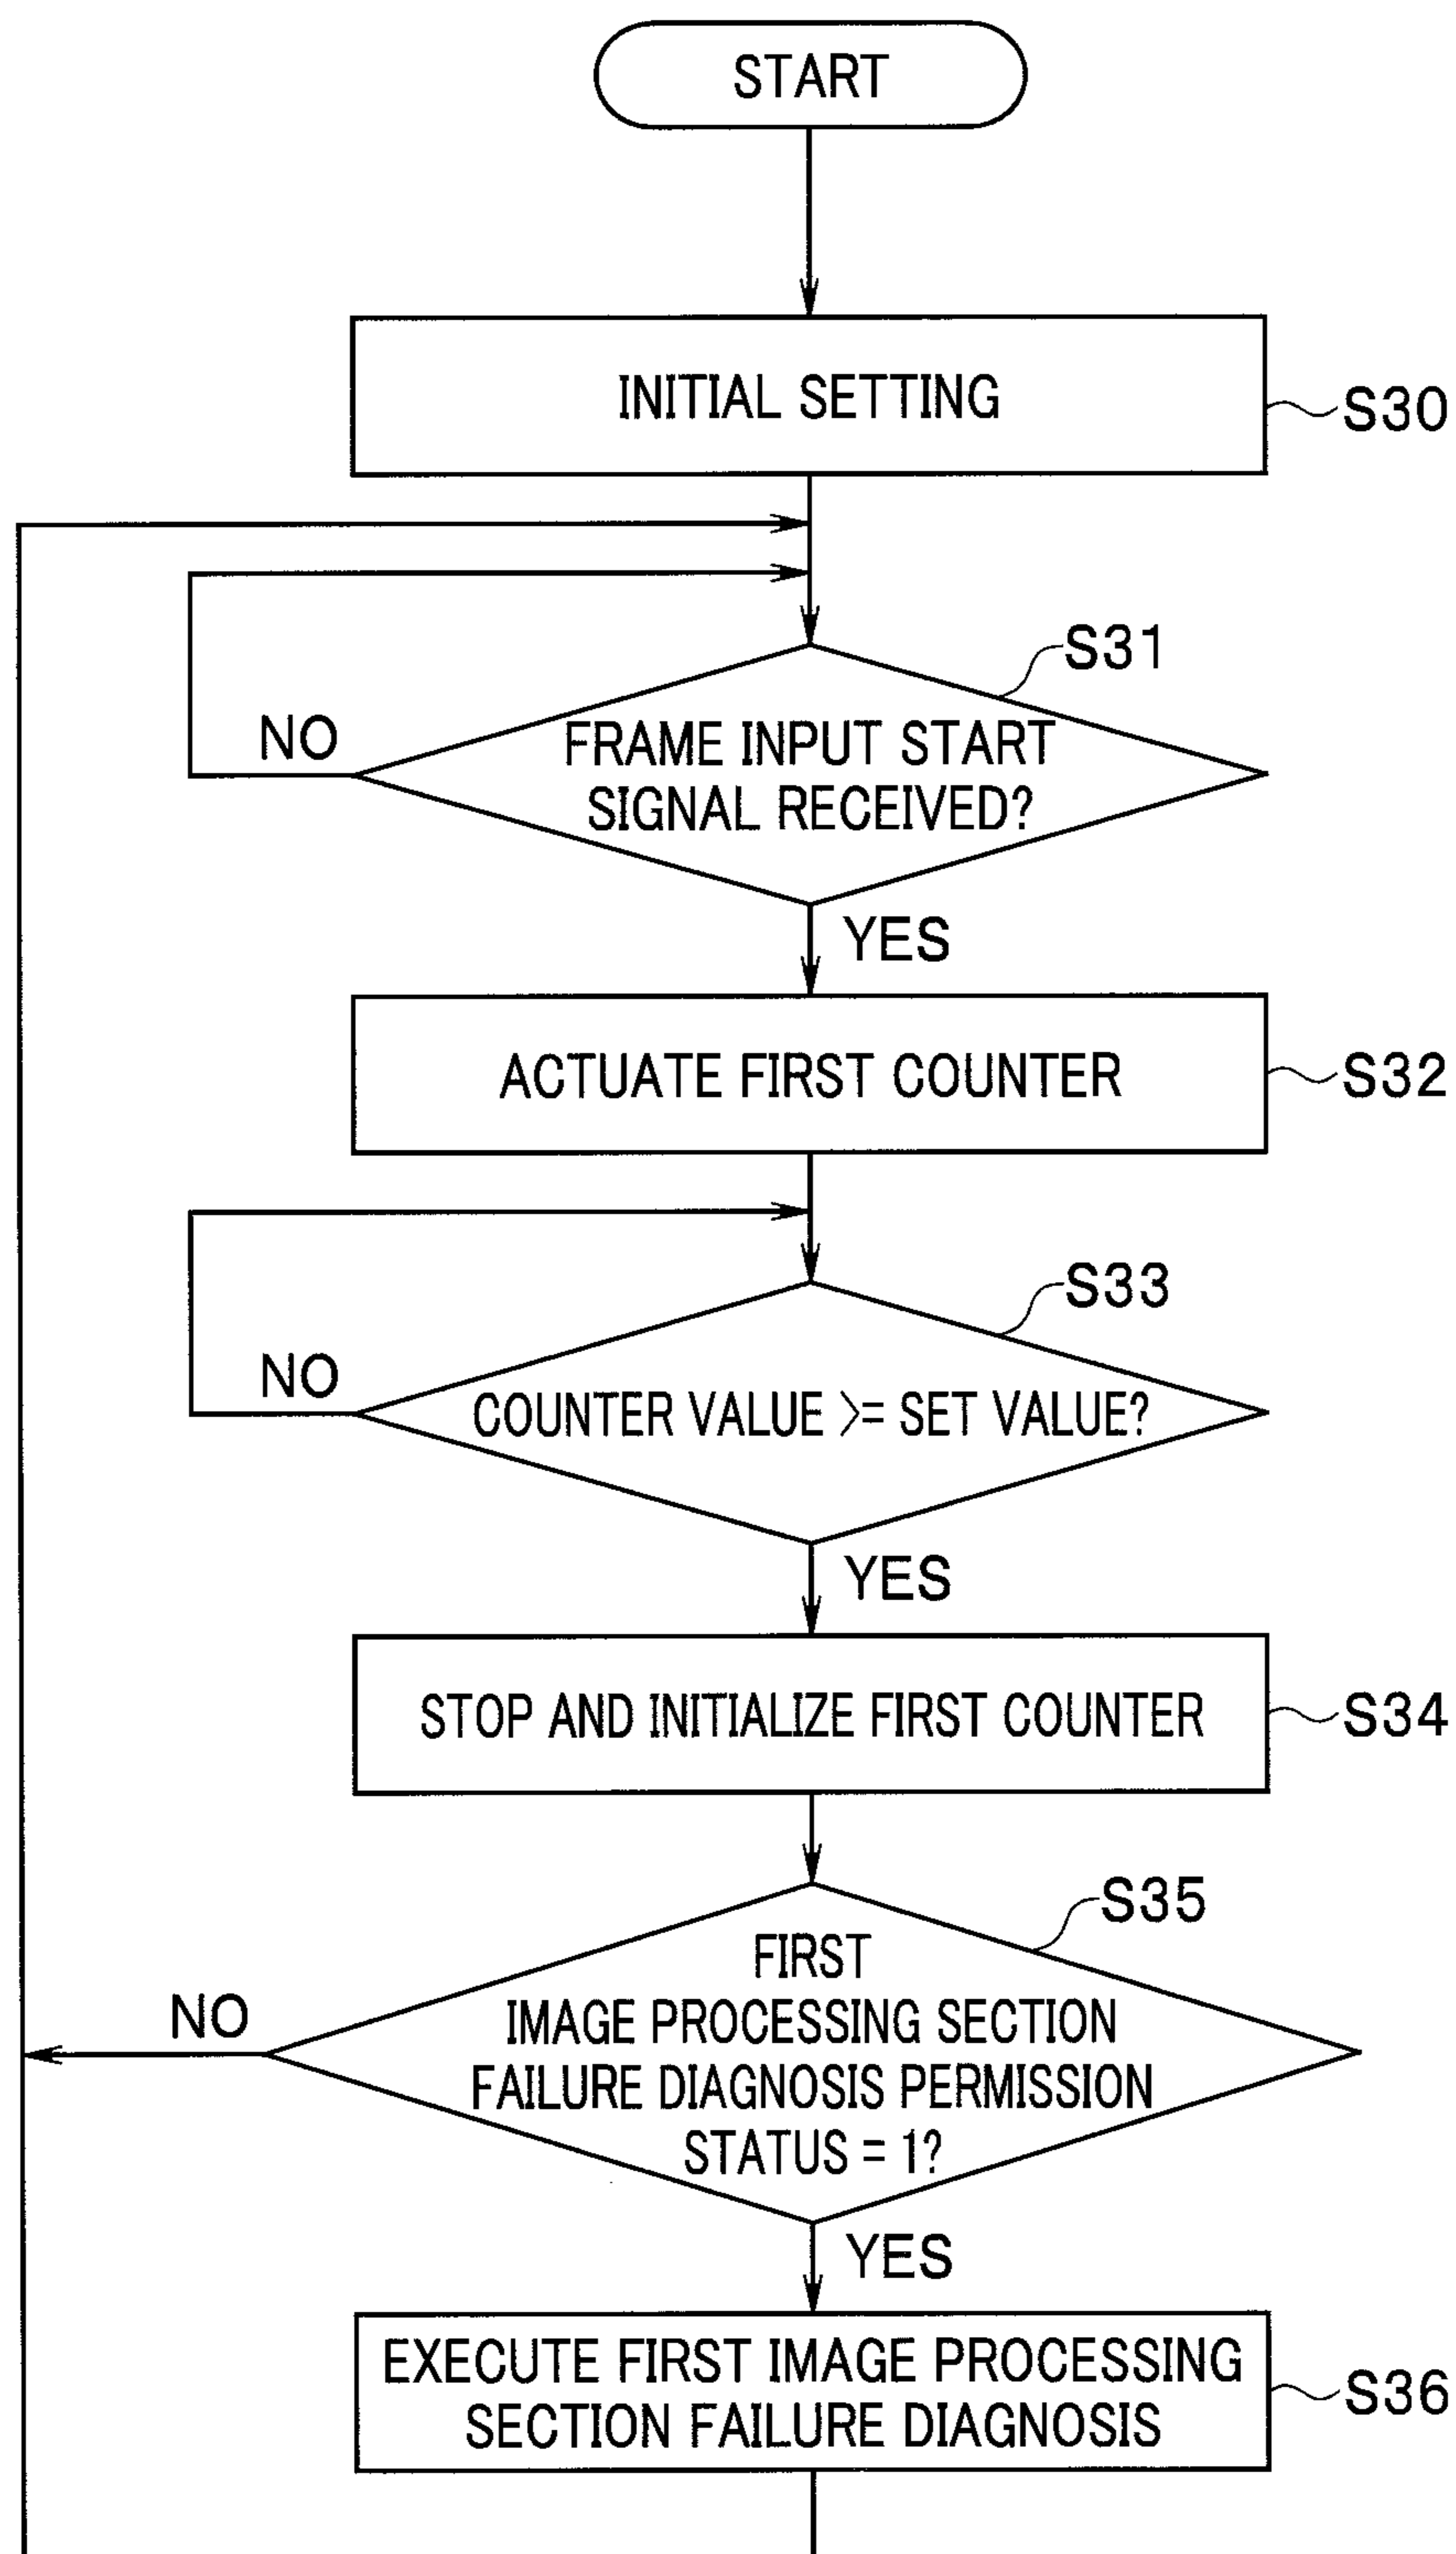 START
INITIAL SETTING
S30
S31
NO
FRAME INPUT START
SIGNAL RECEIVED?
YES
ACTUATE FIRST COUNTER
S32
S33
NO
COUNTER VALUE >= SET VALUE?
YES
STOP AND INITIALIZE FIRST COUNTER
S34
S35
FIRST
NO
IMAGE PROCESSING SECTION
FAILURE DIAGNOSIS PERMISSION
STATUS = 1?
YES
EXECUTE FIRST IMAGE PROCESSING
SECTION FAILURE DIAGNOSIS
S36